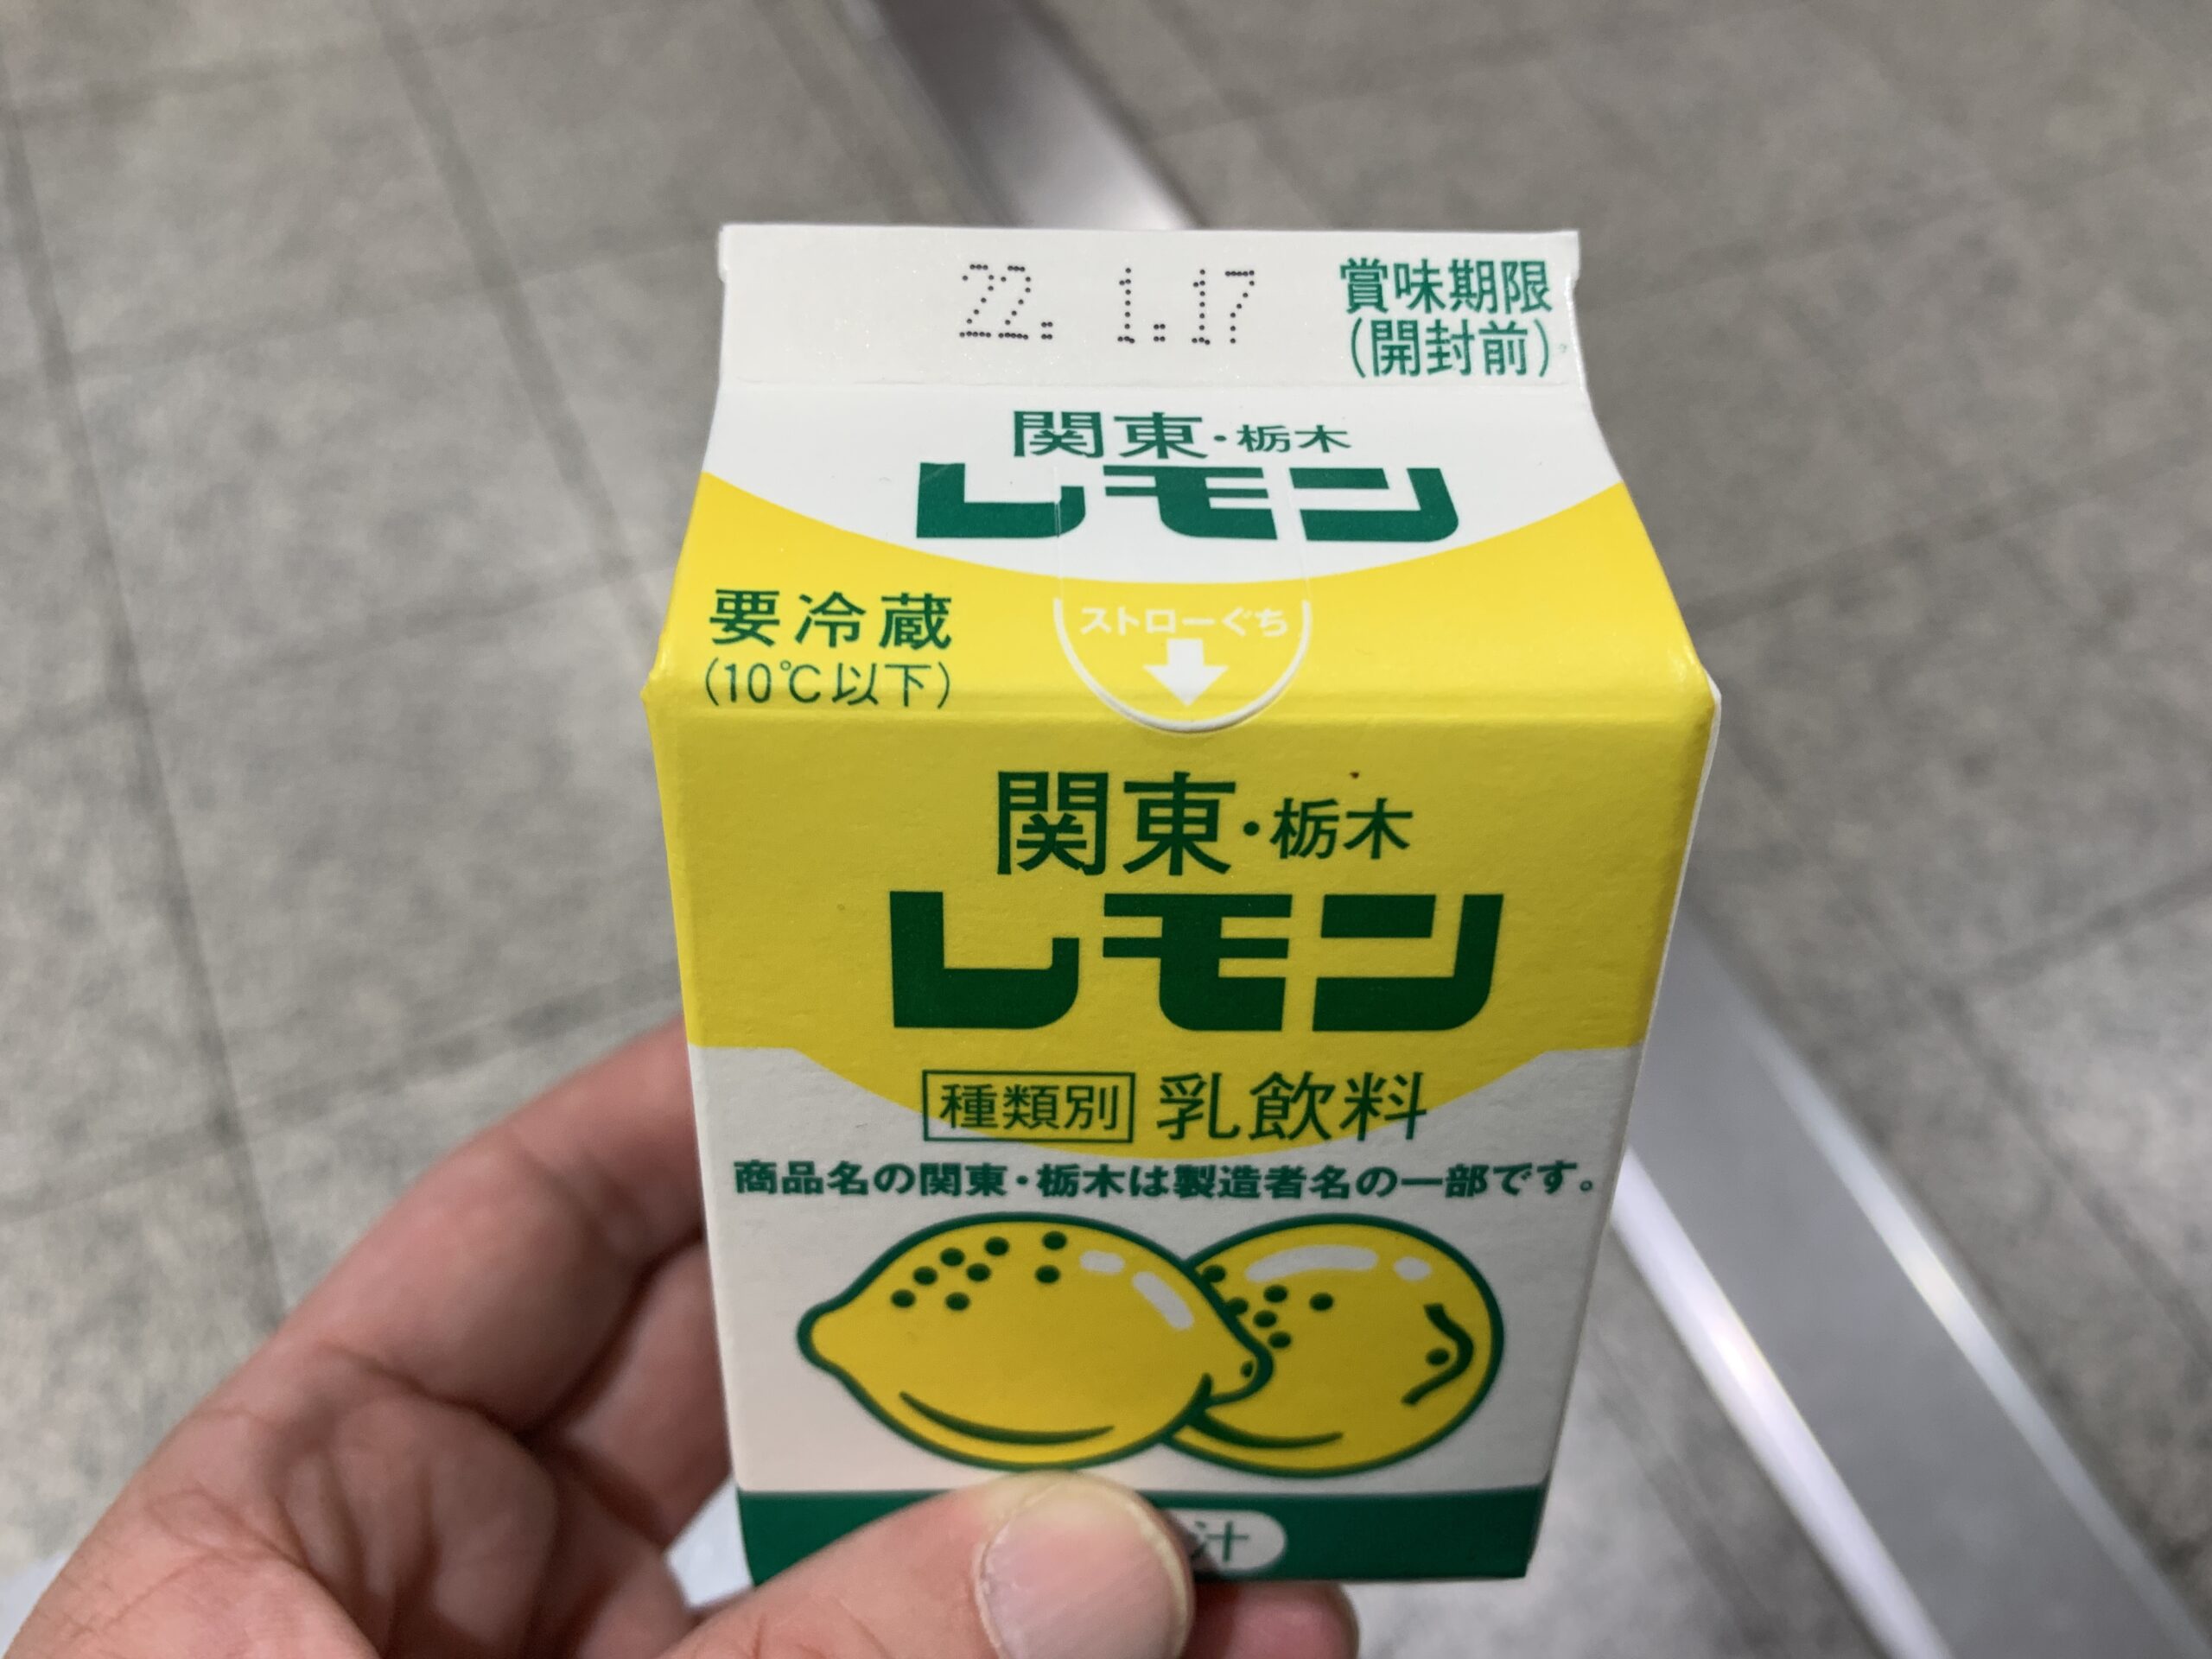 22. 1.17
賞味期限
(開封前)
関東・栃木
レモン
要冷蔵
(10℃以下)
ストローぐち
関東・栃木
レモン
種類別 乳飲料
商品名の関東・栃木は製造者名の一部です。
汁